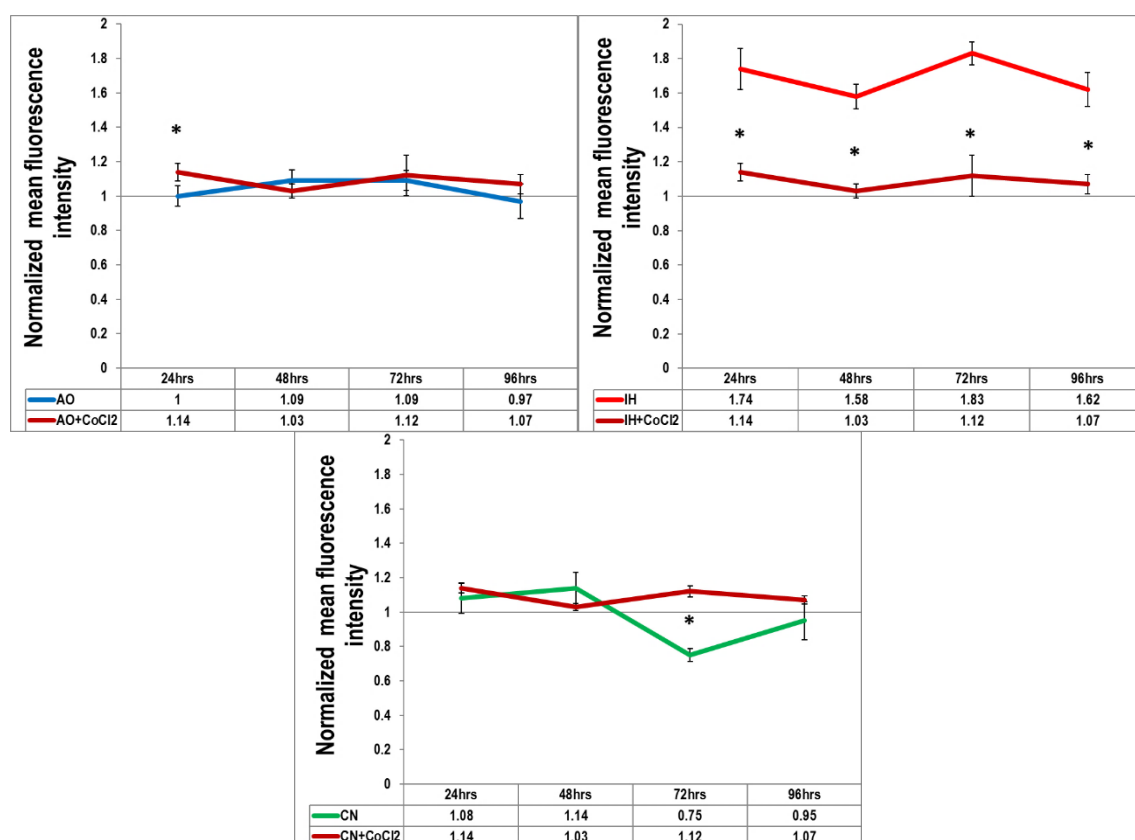 Normalized mean fluorescence
intensity
2
1.8
1.6
1.4
1.2
1
0.8
0.6
0.4
0.2
0
*
24hrs 48hrs 72hrs 96hrs
AO 1 1.09 1.09 0.97
AO+CoCl2 1.14 1.03 1.12 1.07
Normalized mean fluorescence
intensity
2
1.8
1.6
1.4
1.2
1
0.8
0.6
0.4
0.2
0
* * * *
24hrs 48hrs 72hrs 96hrs
IH 1.74 1.58 1.83 1.62
IH+CoCl2 1.14 1.03 1.12 1.07
Normalized mean fluorescence
intensity
2
1.8
1.6
1.4
1.2
1
0.8
0.6
0.4
0.2
0
*
24hrs 48hrs 72hrs 96hrs
CN 1.08 1.14 0.75 0.95
CN+CoCl2 1.14 1.03 1.12 1.07